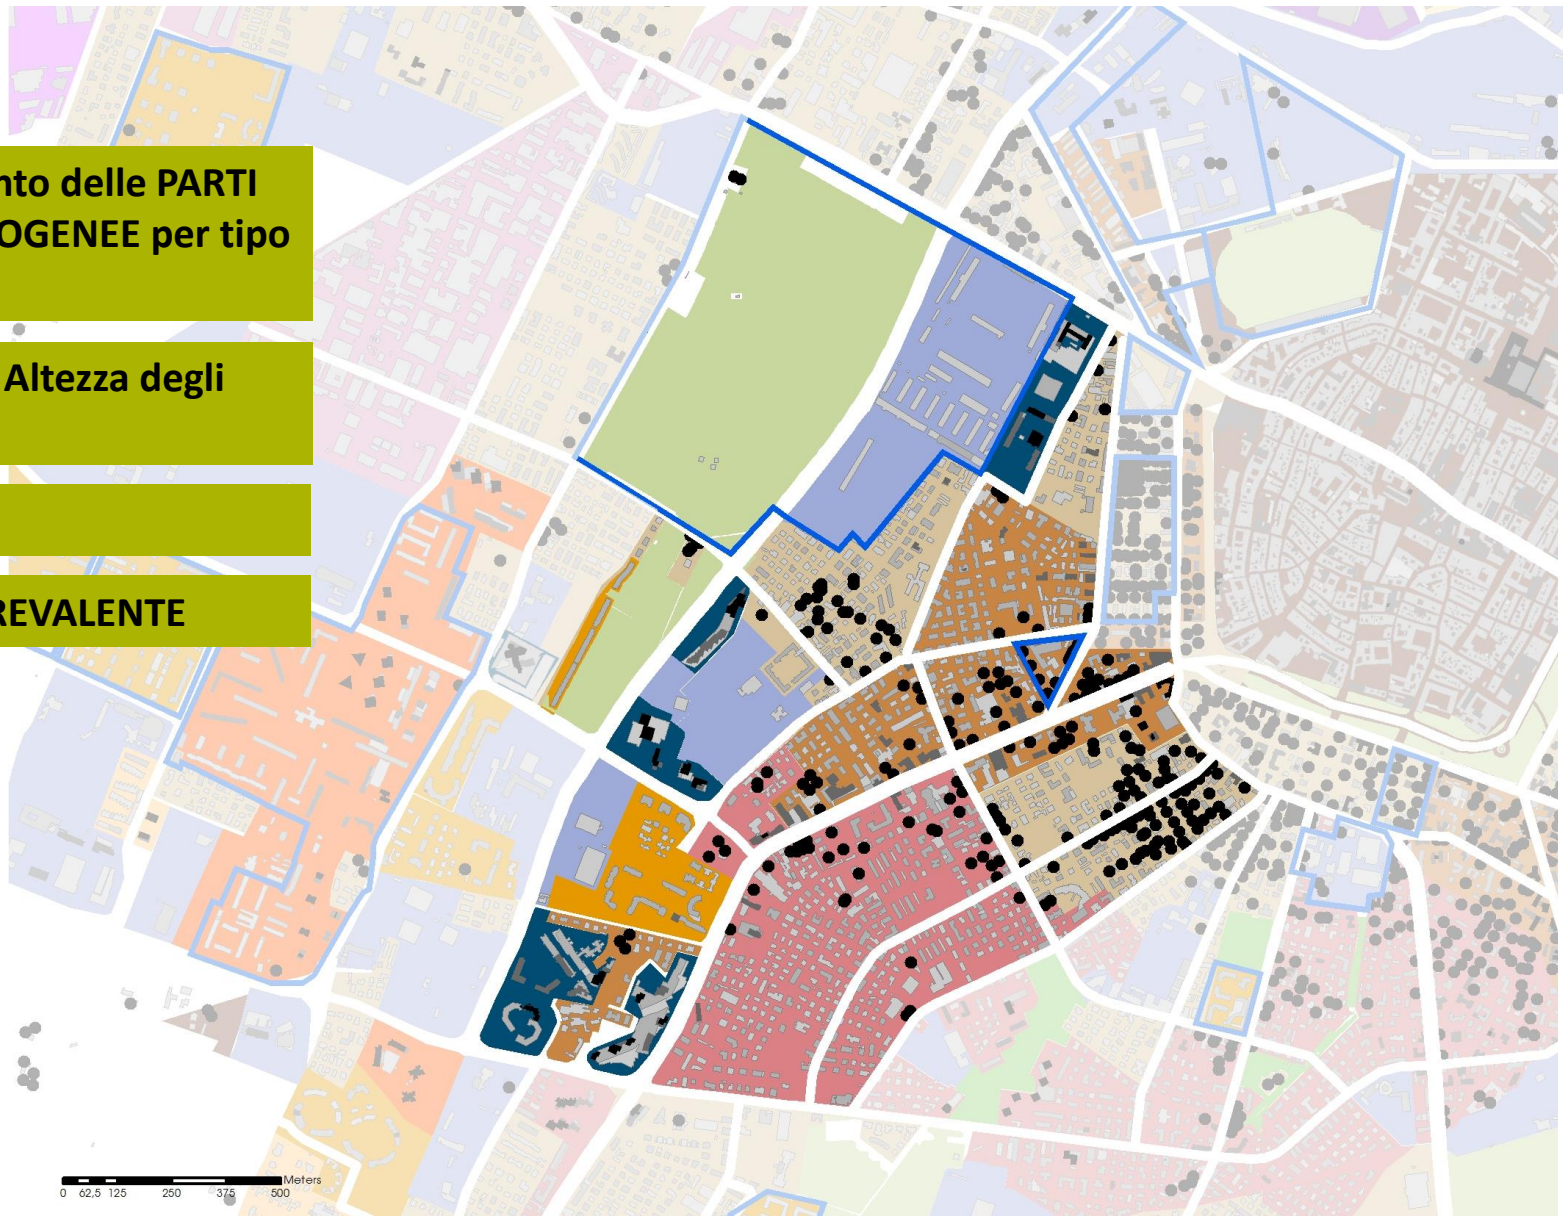 nto delle PARTI
OGENEE per tipo
Altezza degli
REVALENTE
Meters
0 62,5 125 250 375 500